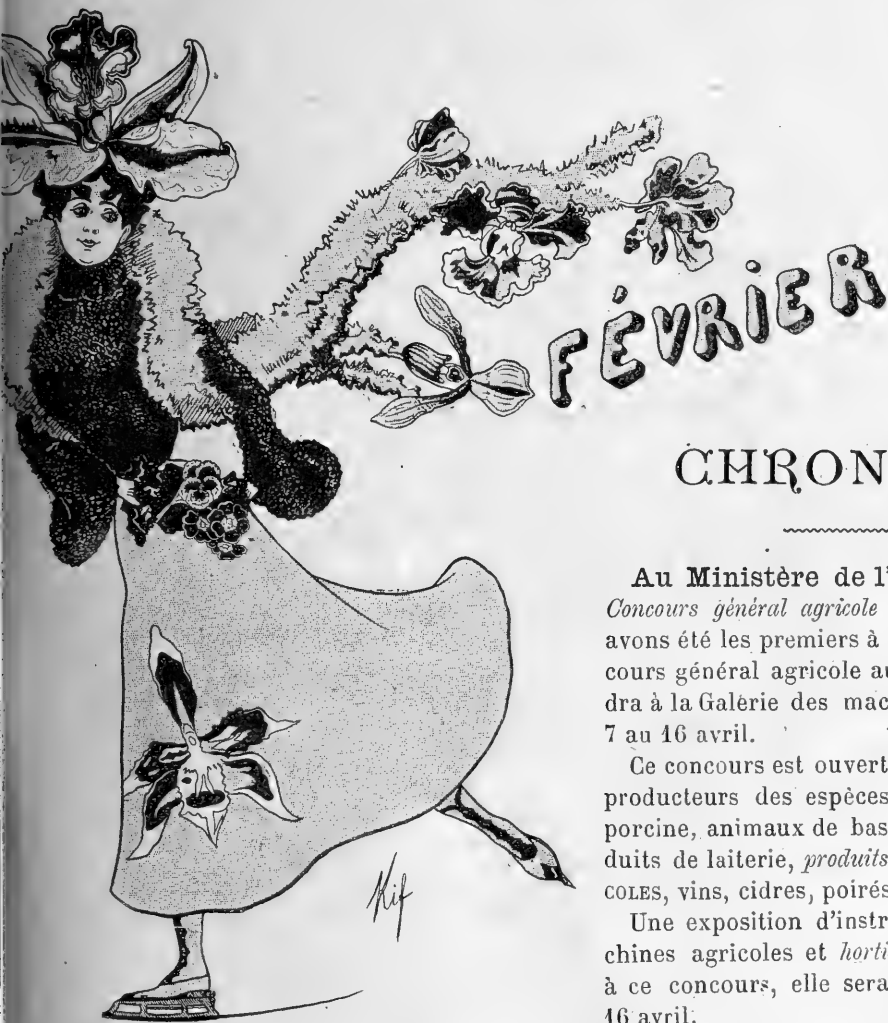 FÉVRIER
CHRON
Au Ministère de l'
Concours général agricole
avons été les premiers à
cours général agricole au
dra à la Galèrie des mac
7 au 16 avril.
Ce concours est ouvert
producteurs des espèces
porcine, animaux de bas
duits de laiterie, produits
COLES, vins, cidres, poirés
Une exposition d'instr
chines agricoles et horti
à ce concours, elle sera
16 avril.
Kif